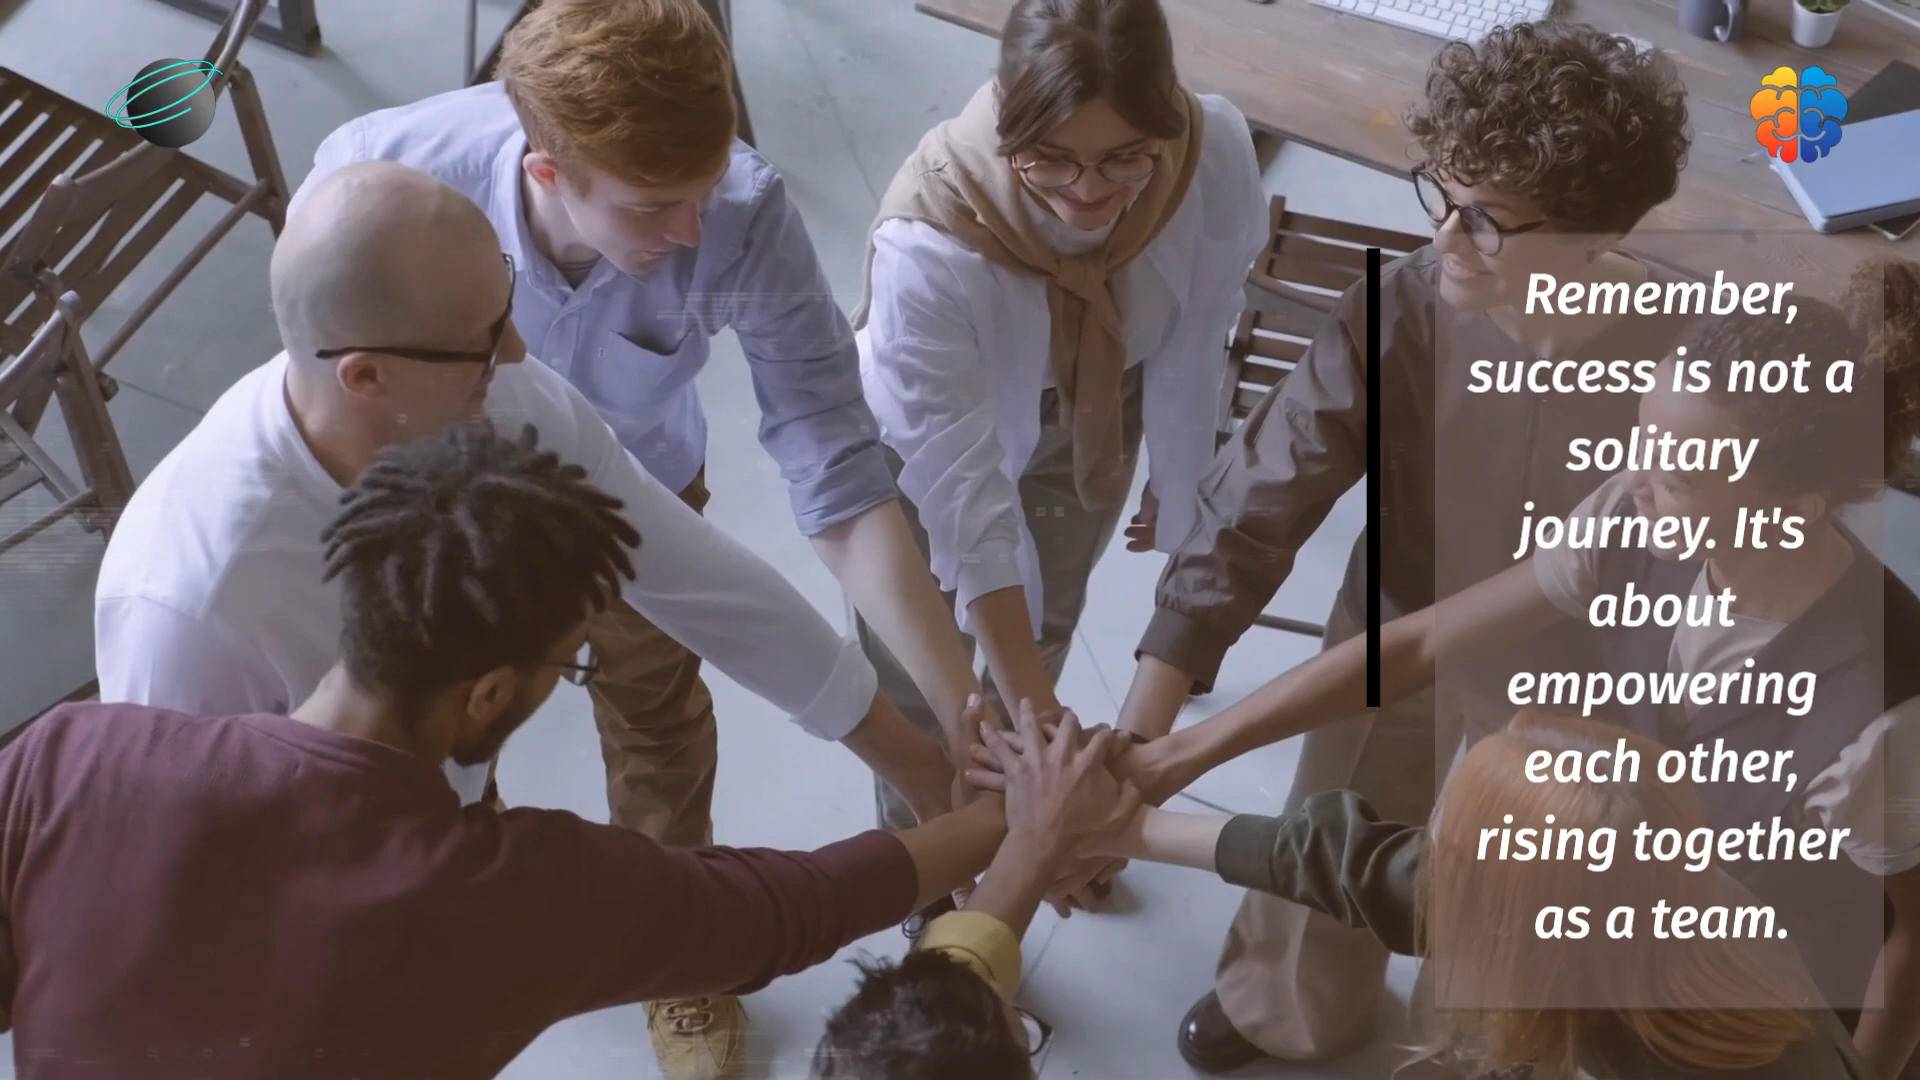 Remember,
success is not a
solitary
journey. It's
about
empowering
each other,
rising together
as a team.